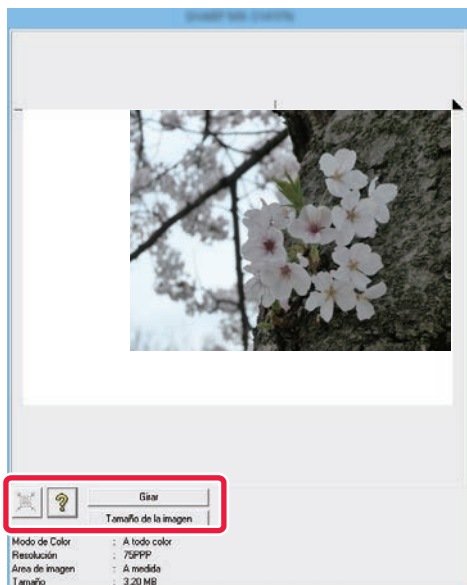 Girar
Tamaño de la imagen
Modo de Color : A todo color
Resolución : 75PPP
Area de imagen : A medida
Tamaño : 3.20 MB